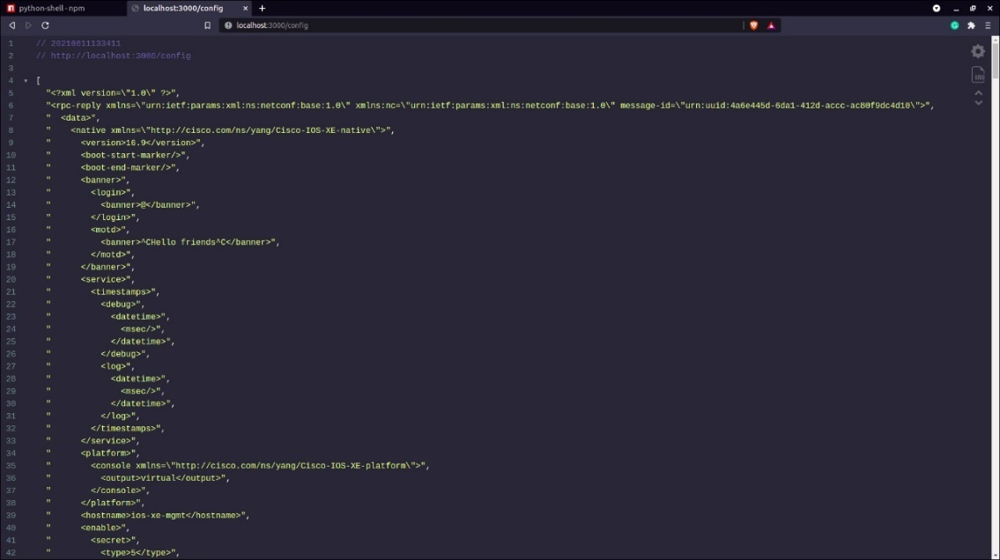 python-shell - npm
localhost:3000/config
localhost:3000/config
1 // 20210811133411
2 // http://localhost:3000/config
3
4 [
5 "<?xml version=\"1.0\" ?>",
6 "<rpc-reply xmlns=\"urn:ietf:params:xml:ns:netconf:base:1.0\" xmlns:nc=\"urn:ietf:params:xml:ns:netconf:base:1.0\" message-id=\"urn:uuid:4a6e445d-6da1-412d-accc-ac80f9dc4d10\">",
7 "  <data>",
8 "    <native xmlns=\"http://cisco.com/ns/yang/Cisco-IOS-XE-native\">",
9 "      <version>16.9</version>",
10 "      <boot-start-marker/>",
11 "      <boot-end-marker/>",
12 "      <banner>",
13 "        <login>",
14 "          <banner>@</banner>",
15 "        </login>",
16 "        <motd>",
17 "          <banner>^CHello friends^C</banner>",
18 "        </motd>",
19 "      </banner>",
20 "      <service>",
21 "        <timestamps>",
22 "          <debug>",
23 "            <datetime>",
24 "              <msec/>",
25 "            </datetime>",
26 "          </debug>",
27 "          <log>",
28 "            <datetime>",
29 "              <msec/>",
30 "            </datetime>",
31 "          </log>",
32 "        </timestamps>",
33 "      </service>",
34 "      <platform>",
35 "        <console xmlns=\"http://cisco.com/ns/yang/Cisco-IOS-XE-platform\">",
36 "          <output>virtual</output>",
37 "        </console>",
38 "      </platform>",
39 "      <hostname>ios-xe-mgmt</hostname>",
40 "      <enable>",
41 "        <secret>",
42 "          <type>5</type>",